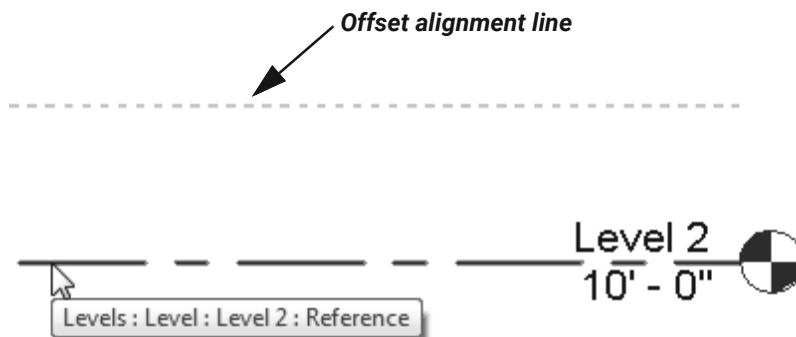 Offset alignment line
Level 2
10' - 0"
Levels : Level : Level 2 : Reference